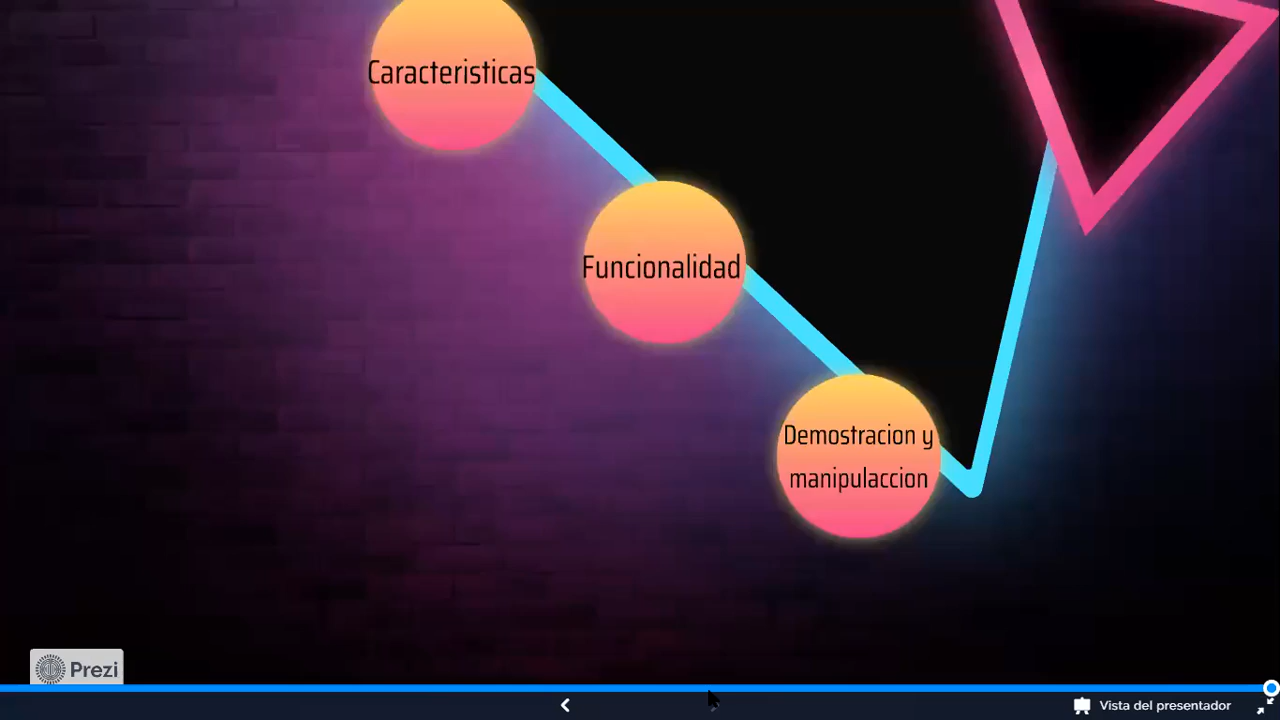 Caracteristicas
Funcionalidad
Demostracion y
manipulaccion
Prezi
Vista del presentador